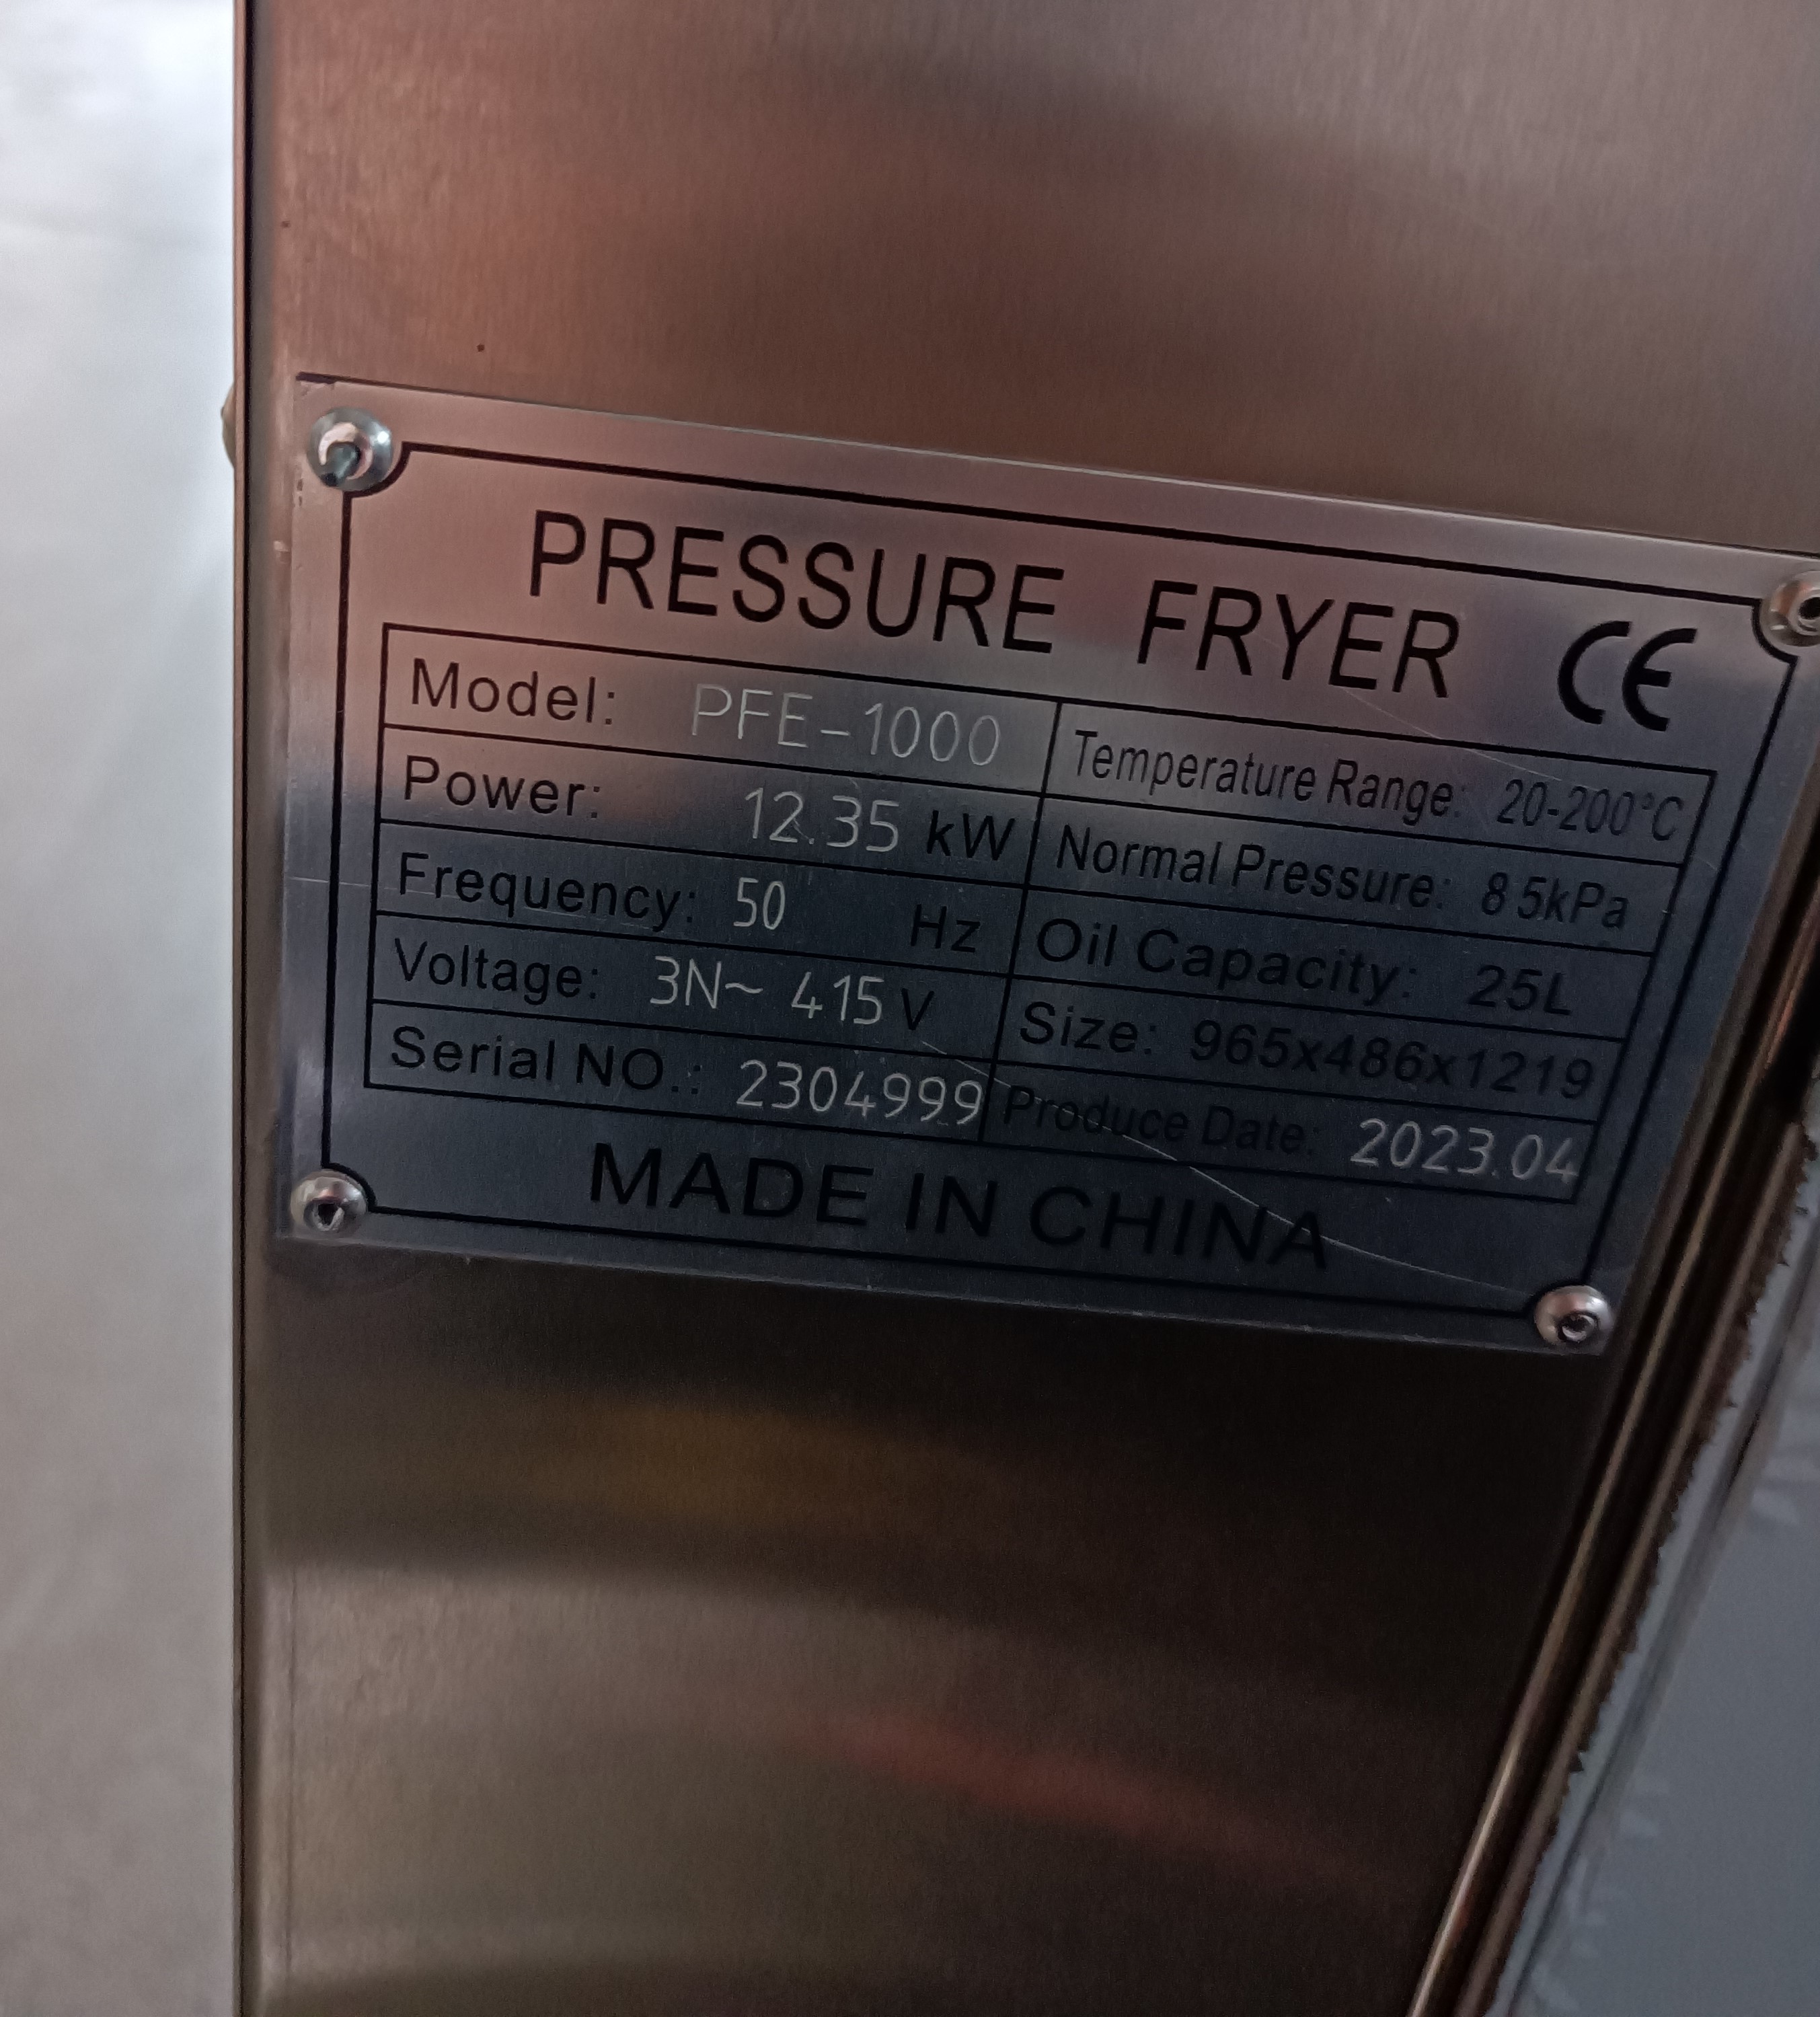 PRESSURE FRYER CE
Model: PFE-1000 Temperature Range: 20-200°C
Power: 12.35 kW Normal Pressure: 85kPa
Frequency: 50 Hz Oil Capacity: 25L
Voltage: 3N~ 415 V Size: 965x486x1219
Serial NO.: 2304999 Produce Date: 2023.04
MADE IN CHINA